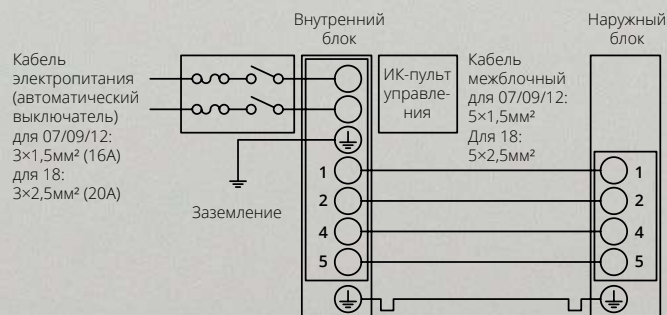 Внутренний
блок
Наружный
блок
Кабель
электропитания
(автоматический
выключатель)
для 07/09/12:
3×1,5мм² (16А)
для 18:
3×2,5мм² (20А)
ИК-пульт
управле-
ния
Кабель
межблочный
для 07/09/12:
5×1,5мм²
Для 18:
5×2,5мм²
Заземление
1
2
4
5
1
2
4
5